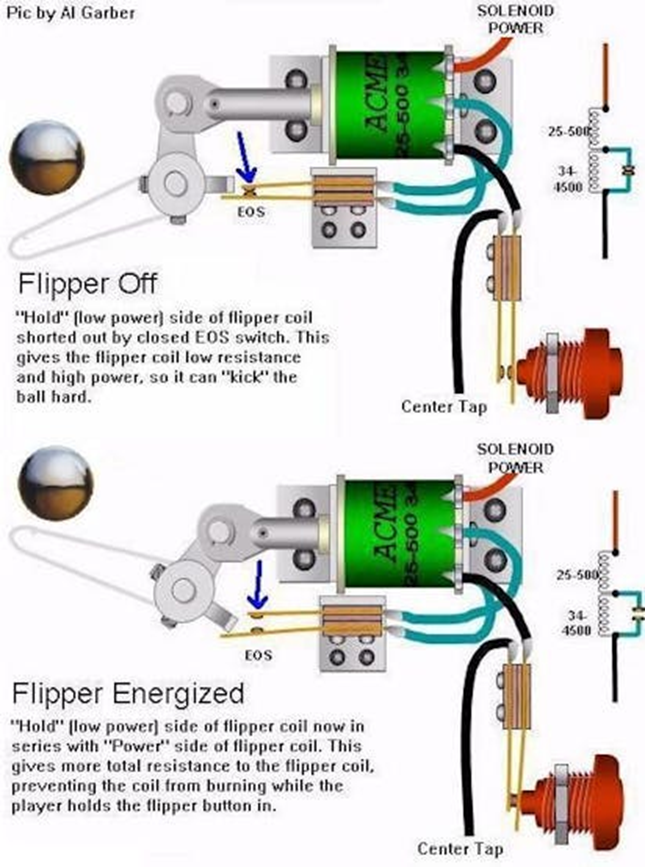 Pic by Al Garber
SOLENOID
POWER
ACME
25-500 34
25-500
34-
4500
EOS
Flipper Off
"Hold" (low power) side of flipper coil
shorted out by closed EOS switch. This
gives the flipper coil low resistance
and high power, so it can "kick" the
ball hard.
Center Tap
SOLENOID
POWER
ACME
25-500 34
25-500
34-
4500
EOS
Flipper Energized
"Hold" (low power) side of flipper coil now in
series with "Power" side of flipper coil. This
gives more total resistance to the flipper coil,
preventing the coil from burning while the
player holds the flipper button in.
Center Tap